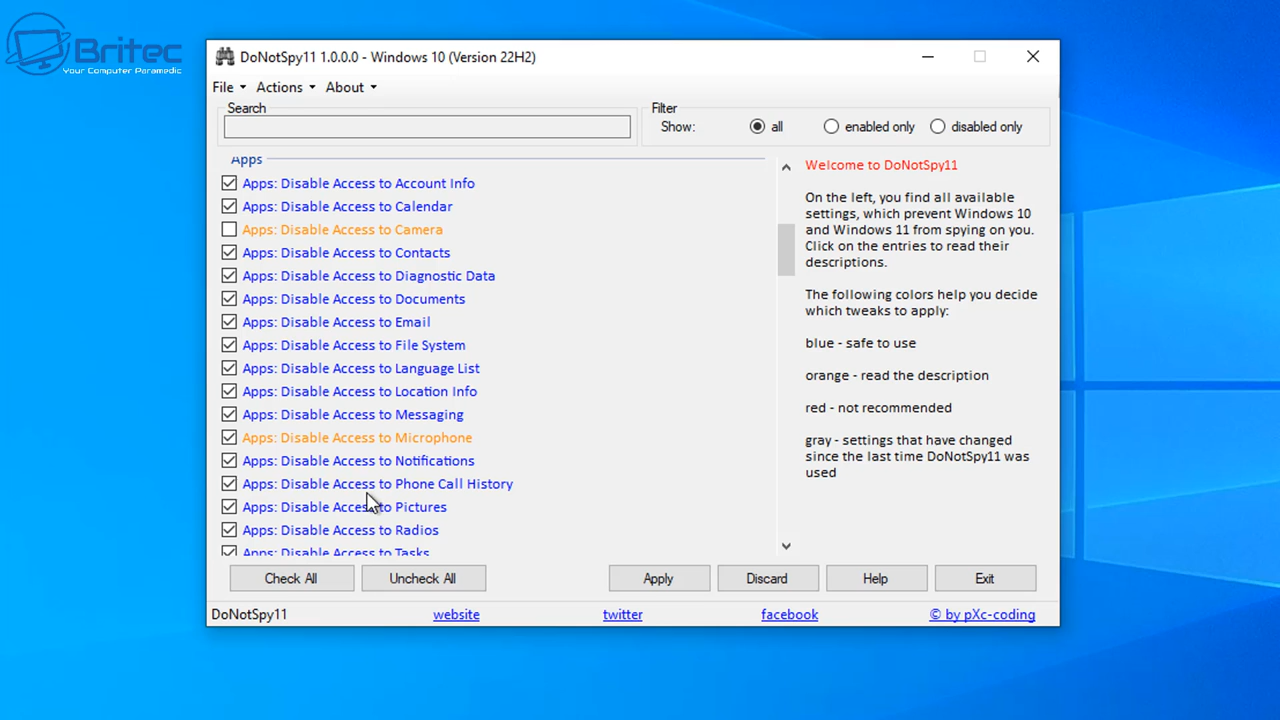 Britec
Your Computer Paramedic
DoNotSpy11 1.0.0.0 - Windows 10 (Version 22H2)
File Actions About
Search
Filter
Show: all enabled only disabled only
Apps
Apps: Disable Access to Account Info
Apps: Disable Access to Calendar
Apps: Disable Access to Camera
Apps: Disable Access to Contacts
Apps: Disable Access to Diagnostic Data
Apps: Disable Access to Documents
Apps: Disable Access to Email
Apps: Disable Access to File System
Apps: Disable Access to Language List
Apps: Disable Access to Location Info
Apps: Disable Access to Messaging
Apps: Disable Access to Microphone
Apps: Disable Access to Notifications
Apps: Disable Access to Phone Call History
Apps: Disable Access to Pictures
Apps: Disable Access to Radios
Apps: Disable Access to Tasks
Welcome to DoNotSpy11
On the left, you find all available
settings, which prevent Windows 10
and Windows 11 from spying on you.
Click on the entries to read their
descriptions.
The following colors help you decide
which tweaks to apply:
blue - safe to use
orange - read the description
red - not recommended
gray - settings that have changed
since the last time DoNotSpy11 was
used
Check All Uncheck All Apply Discard Help Exit
DoNotSpy11 website twitter facebook © by pXc-coding